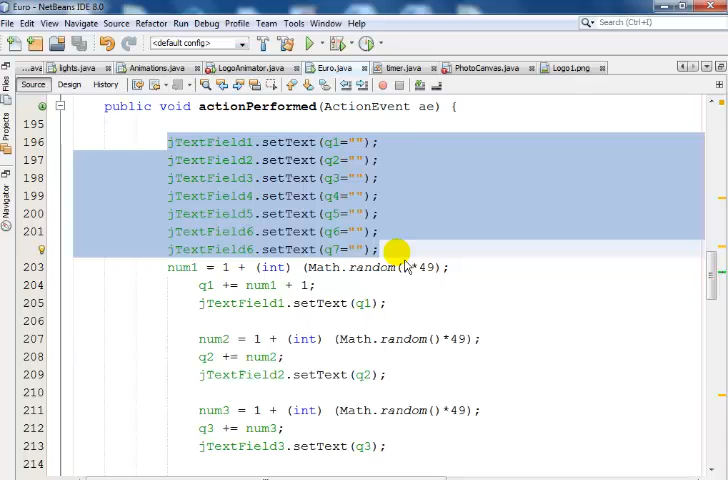 Euro - NetBeans IDE 8.0
File Edit View Navigate Source Refactor Run Debug Profile Team Tools Window Help
<default config>
Search (Ctrl+I)
...ava lights.java Animations.java LogoAnimator.java Euro.java timer.java PhotoCanvas.java Logo1.png
Source Design History
Files
Projects
Navigator
public void actionPerformed(ActionEvent ae) {
195
196 jTextField1.setText(q1="");
197 jTextField2.setText(q2="");
198 jTextField3.setText(q3="");
199 jTextField4.setText(q4="");
200 jTextField5.setText(q5="");
201 jTextField6.setText(q6="");
jTextField6.setText(q7="");
203 num1 = 1 + (int) (Math.random()*49);
204 q1 += num1 + 1;
205 jTextField1.setText(q1);
206
207 num2 = 1 + (int) (Math.random()*49);
208 q2 += num2;
209 jTextField2.setText(q2);
210
211 num3 = 1 + (int) (Math.random()*49);
212 q3 += num3;
213 jTextField3.setText(q3);
214